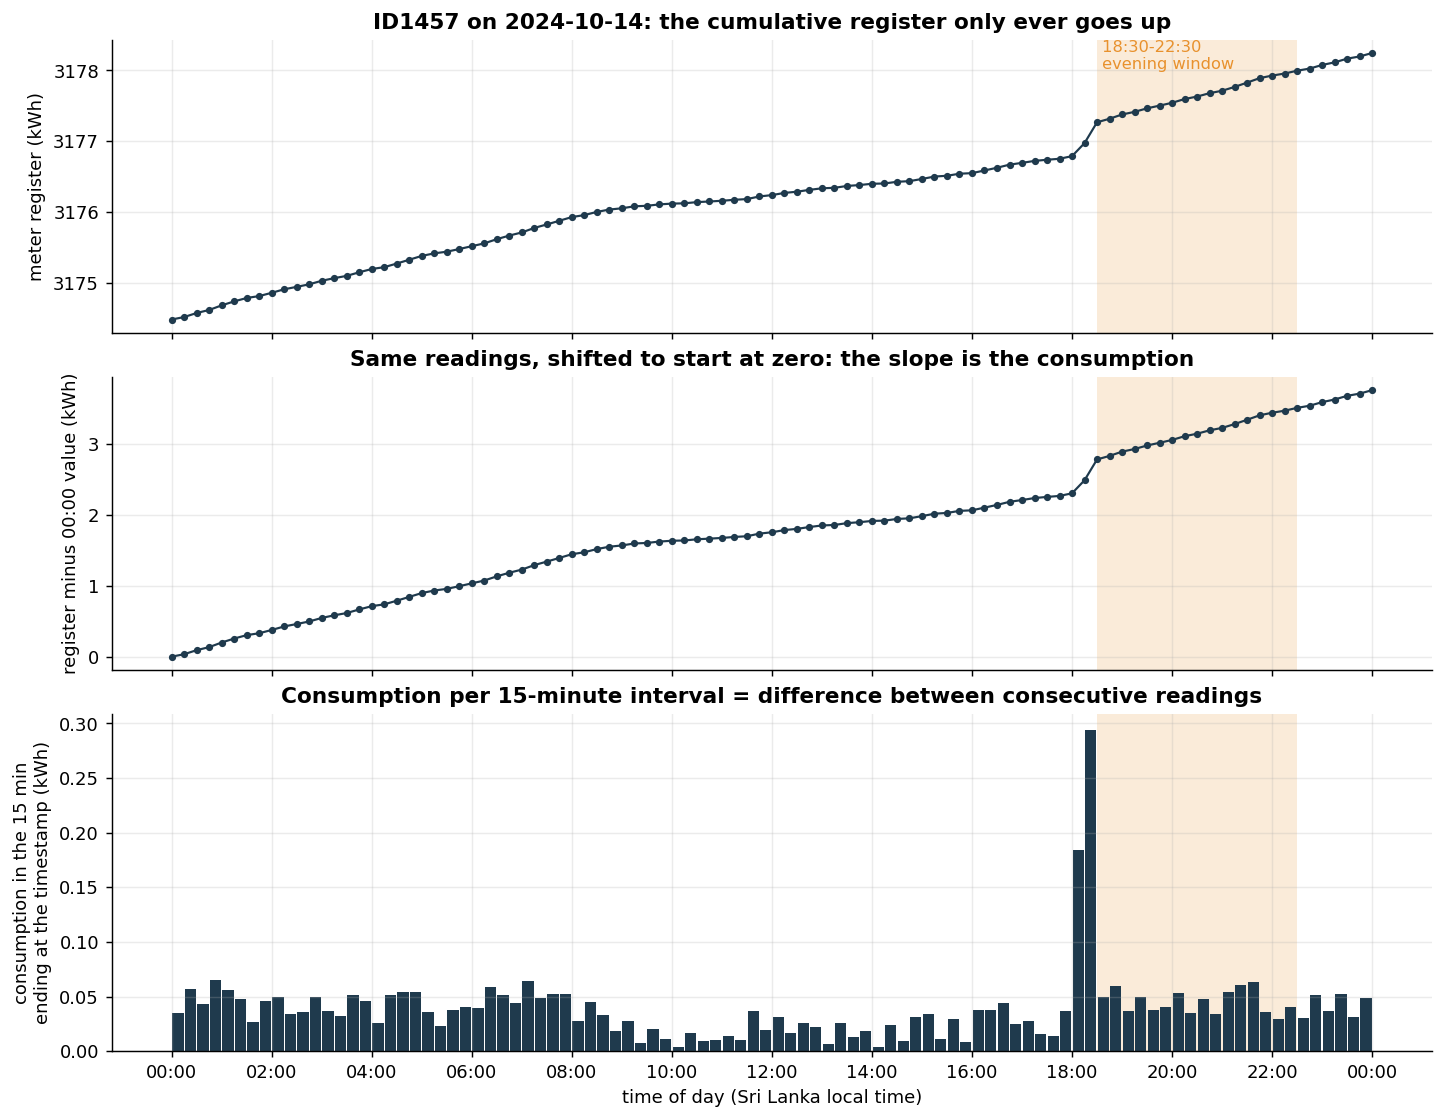 ID1457 on 2024-10-14: the cumulative register only ever goes up
meter register (kWh)
3178
3177
3176
3175
18:30-22:30
evening window
Same readings, shifted to start at zero: the slope is the consumption
register minus 00:00 value (kWh)
3
2
1
0
Consumption per 15-minute interval = difference between consecutive readings
consumption in the 15 min
ending at the timestamp (kWh)
0.30
0.25
0.20
0.15
0.10
0.05
0.00
00:00 02:00 04:00 06:00 08:00 10:00 12:00 14:00 16:00 18:00 20:00 22:00 00:00
time of day (Sri Lanka local time)